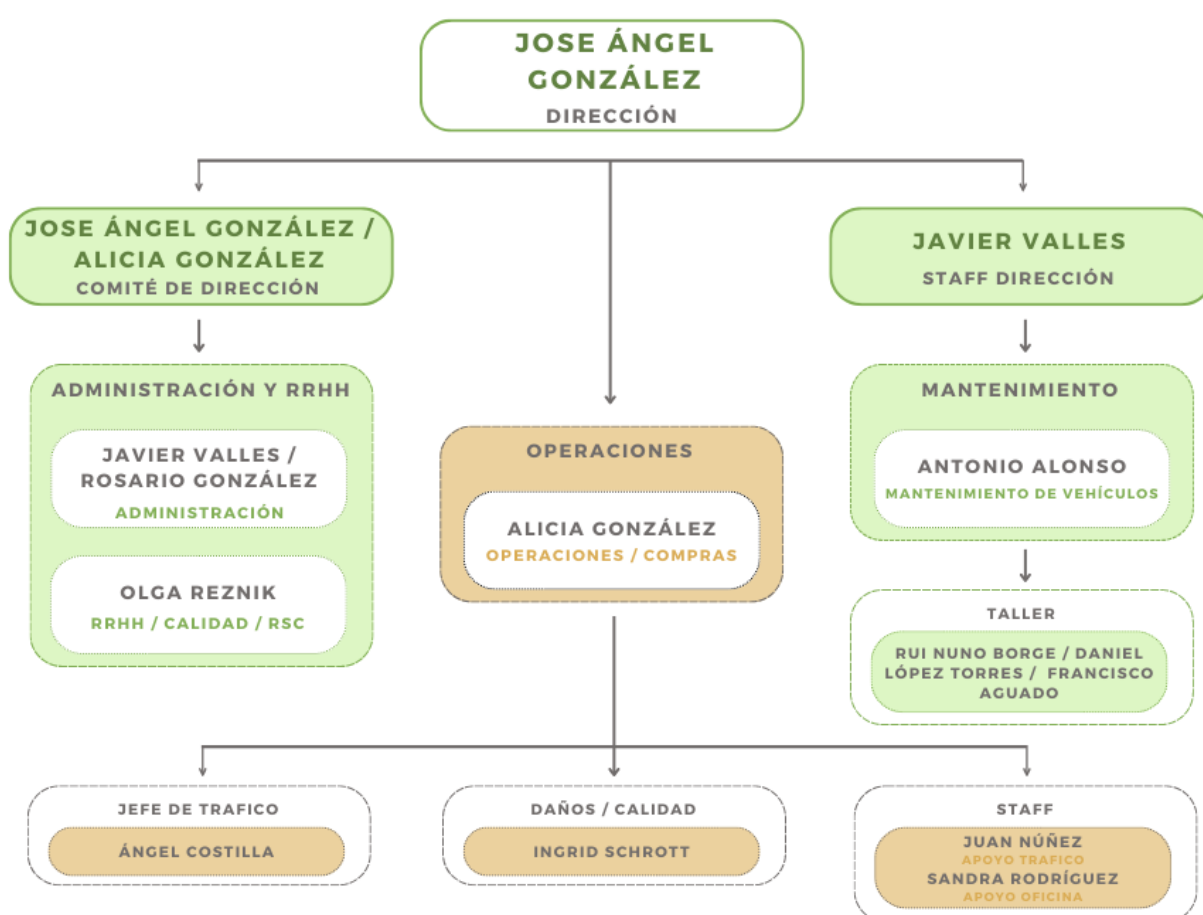 JOSE ÁNGEL
GONZÁLEZ
DIRECCIÓN
JOSE ÁNGEL GONZÁLEZ /
ALICIA GONZÁLEZ
COMITÉ DE DIRECCIÓN
JAVIER VALLES
STAFF DIRECCIÓN
ADMINISTRACIÓN Y RRHH
JAVIER VALLES /
ROSARIO GONZÁLEZ
ADMINISTRACIÓN
OLGA REZNIK
RRHH / CALIDAD / RSC
OPERACIONES
ALICIA GONZÁLEZ
OPERACIONES / COMPRAS
MANTENIMIENTO
ANTONIO ALONSO
MANTENIMIENTO DE VEHÍCULOS
TALLER
RUI NUNO BORGE / DANIEL
LÓPEZ TORRES / FRANCISCO
AGUADO
JEFE DE TRAFICO
ÁNGEL COSTILLA
DAÑOS / CALIDAD
INGRID SCHROTT
STAFF
JUAN NÚÑEZ
APOYO TRAFICO
SANDRA RODRÍGUEZ
APOYO OFICINA